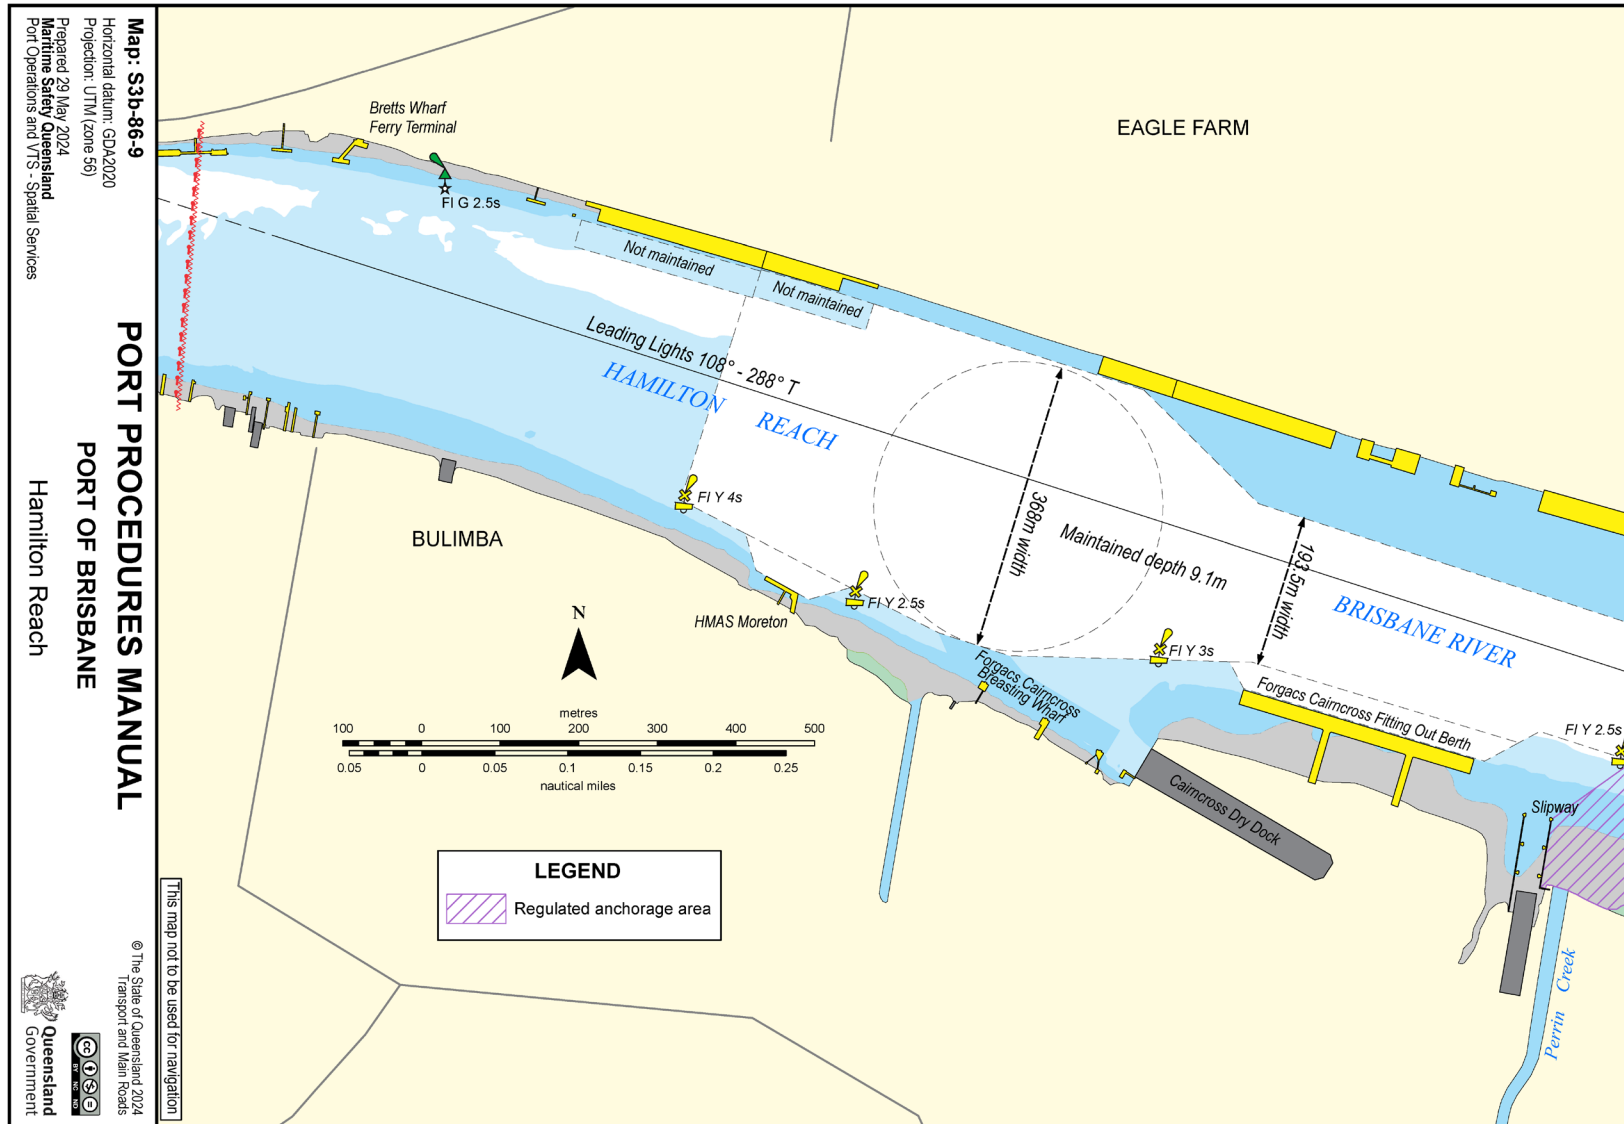 Map: S3b-86-9
Horizontal datum: GDA2020
Projection: UTM (zone 56)
Prepared 29 May 2024
Maritime Safety Queensland
Port Operations and VTS - Spatial Services
PORT PROCEDURES MANUAL
PORT OF BRISBANE
Hamilton Reach
© The State of Queensland 2024
Transport and Main Roads
cc
BY NC ND
Queensland
Government
This map not to be used for navigation
Bretts Wharf
Ferry Terminal
Fl G 2.5s
EAGLE FARM
Not maintained
Not maintained
Leading Lights 108° - 288° T
HAMILTON REACH
Fl Y 4s
BULIMBA
368m width
Maintained depth 9.1m
193.5m width
BRISBANE RIVER
Fl Y 2.5s
HMAS Moreton
Fl Y 3s
Forgacs Cairncross
Breasting Wharf
Forgacs Cairncross Fitting Out Berth
Fl Y 2.5s
Cairncross Dry Dock
Slipway
Perrin Creek
N
metres
100 0 100 200 300 400 500
0.05 0 0.05 0.1 0.15 0.2 0.25
nautical miles
LEGEND
Regulated anchorage area